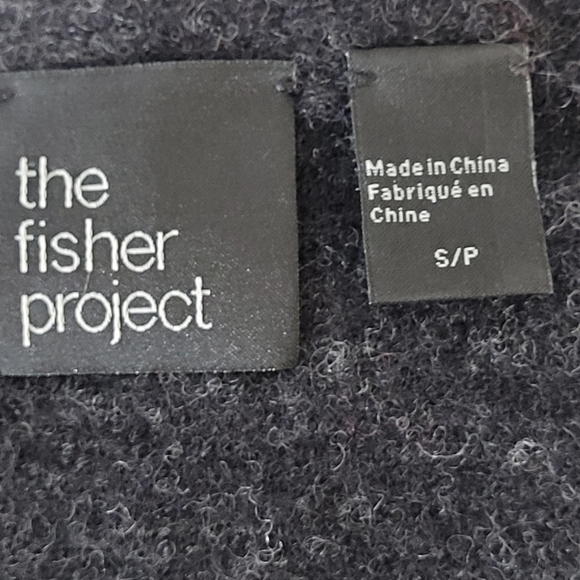 the
fisher
project
Made in China
Fabriqué en
Chine
S/P